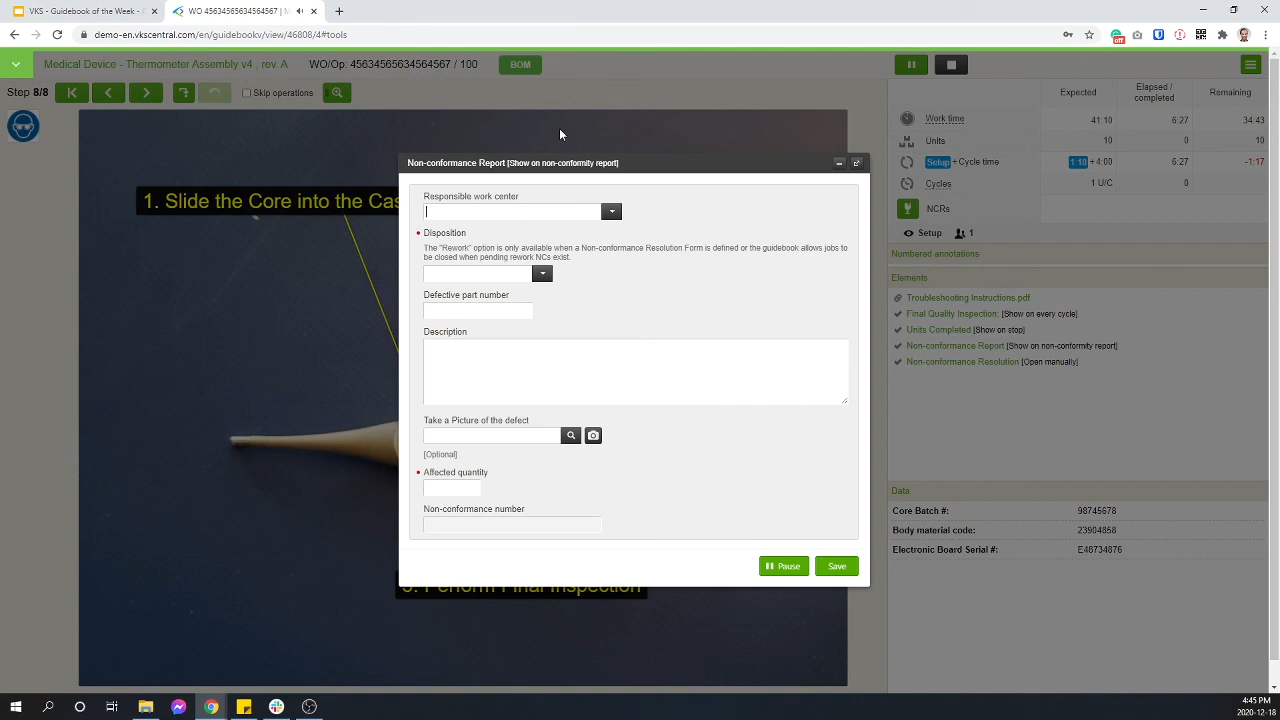 VKS - Guidebook of the Week - G
WO 45634565634564567 | M
demo-en.vkscentral.com/en/guidebookv/view/46808/4#tools
off
Medical Device - Thermometer Assembly v4 , rev. A
WO/Op: 45634565634564567 / 100
BOM
Step 8/8
Skip operations
1. Slide the Core into the Cas
Non-conformance Report [Show on non-conformity report]
Responsible work center
Disposition
The "Rework" option is only available when a Non-conformance Resolution Form is defined or the guidebook allows jobs to
be closed when pending rework NCs exist.
Defective part number
Description
Take a Picture of the defect
[Optional]
Affected quantity
Non-conformance number
Pause
Save
Perform Final Inspection
Expected
Elapsed /
completed
Remaining
Work time 41:10 6:27 34:43
Units 10 0 10
Setup + Cycle time 1:10 + 4:00 6:27 -1:17
Cycles 1 U/C 0
NCRs
Setup 1
Numbered annotations
Elements
Troubleshooting Instructions.pdf
Final Quality Inspection: [Show on every cycle]
Units Completed [Show on stop]
Non-conformance Report [Show on non-conformity report]
Non-conformance Resolution [Open manually]
Data
Core Batch #: 98745678
Body material code: 23904858
Electronic Board Serial #: E48734876
4:45 PM
2020-12-18